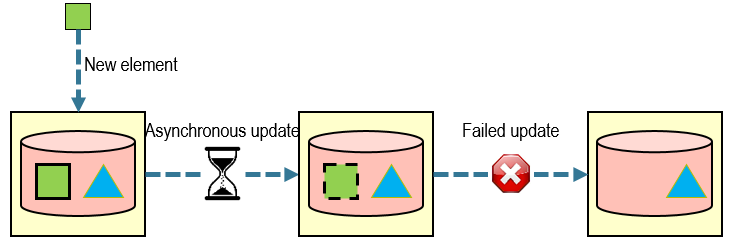 New element
Asynchronous update
Failed update